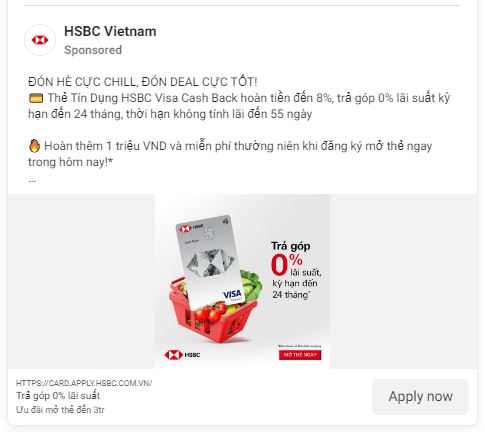 HSBC Vietnam
Sponsored
ĐÓN HÈ CỰC CHILL, ĐÓN DEAL CỰC TỐT!
💳 Thẻ Tín Dụng HSBC Visa Cash Back hoàn tiền đến 8%, trả góp 0% lãi suất kỳ
hạn đến 24 tháng, thời hạn không tính lãi đến 55 ngày
🔥 Hoàn thêm 1 triệu VND và miễn phí thường niên khi đăng ký mở thẻ ngay
trong hôm nay!*
...
HSBC
VISA
Trả góp
0%
lãi suất,
kỳ hạn đến
24 tháng*
MỞ THẺ NGAY
HSBC
HTTPS://CARD.APPLY.HSBC.COM.VN/
Trả góp 0% lãi suất
Ưu đãi mở thẻ đến 3tr
Apply now